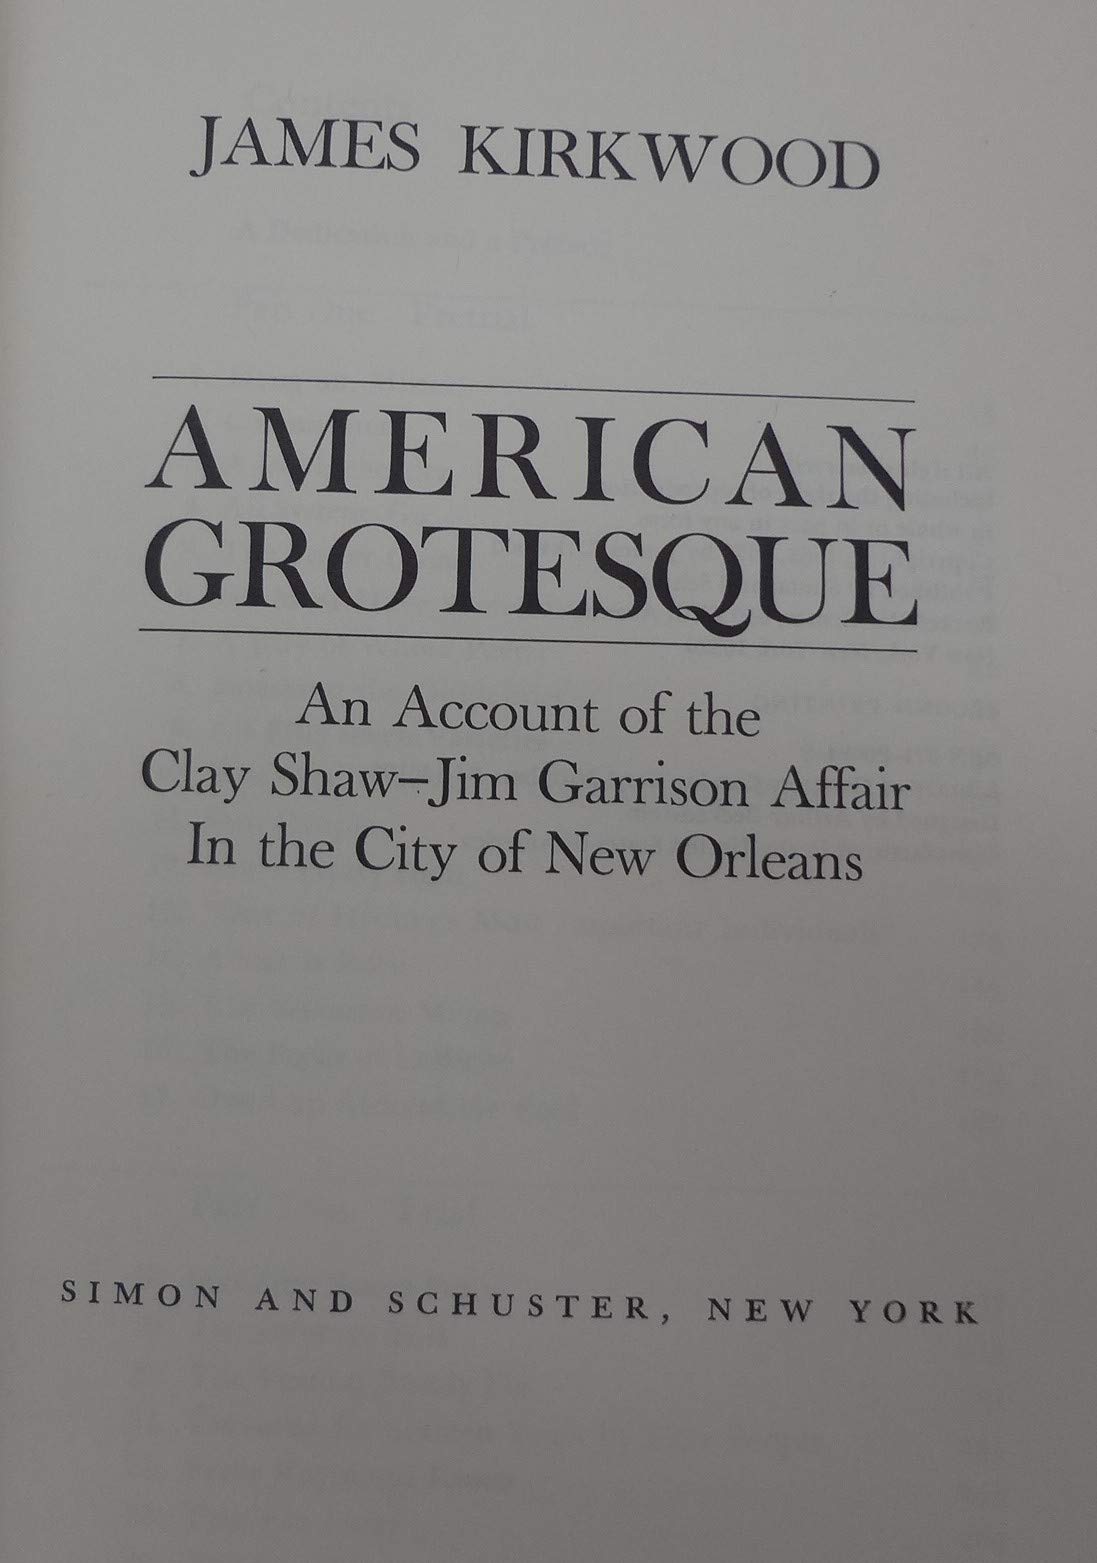 JAMES KIRKWOOD
AMERICAN
GROTESQUE
An Account of the
Clay Shaw–Jim Garrison Affair
In the City of New Orleans
SIMON AND SCHUSTER, NEW YORK